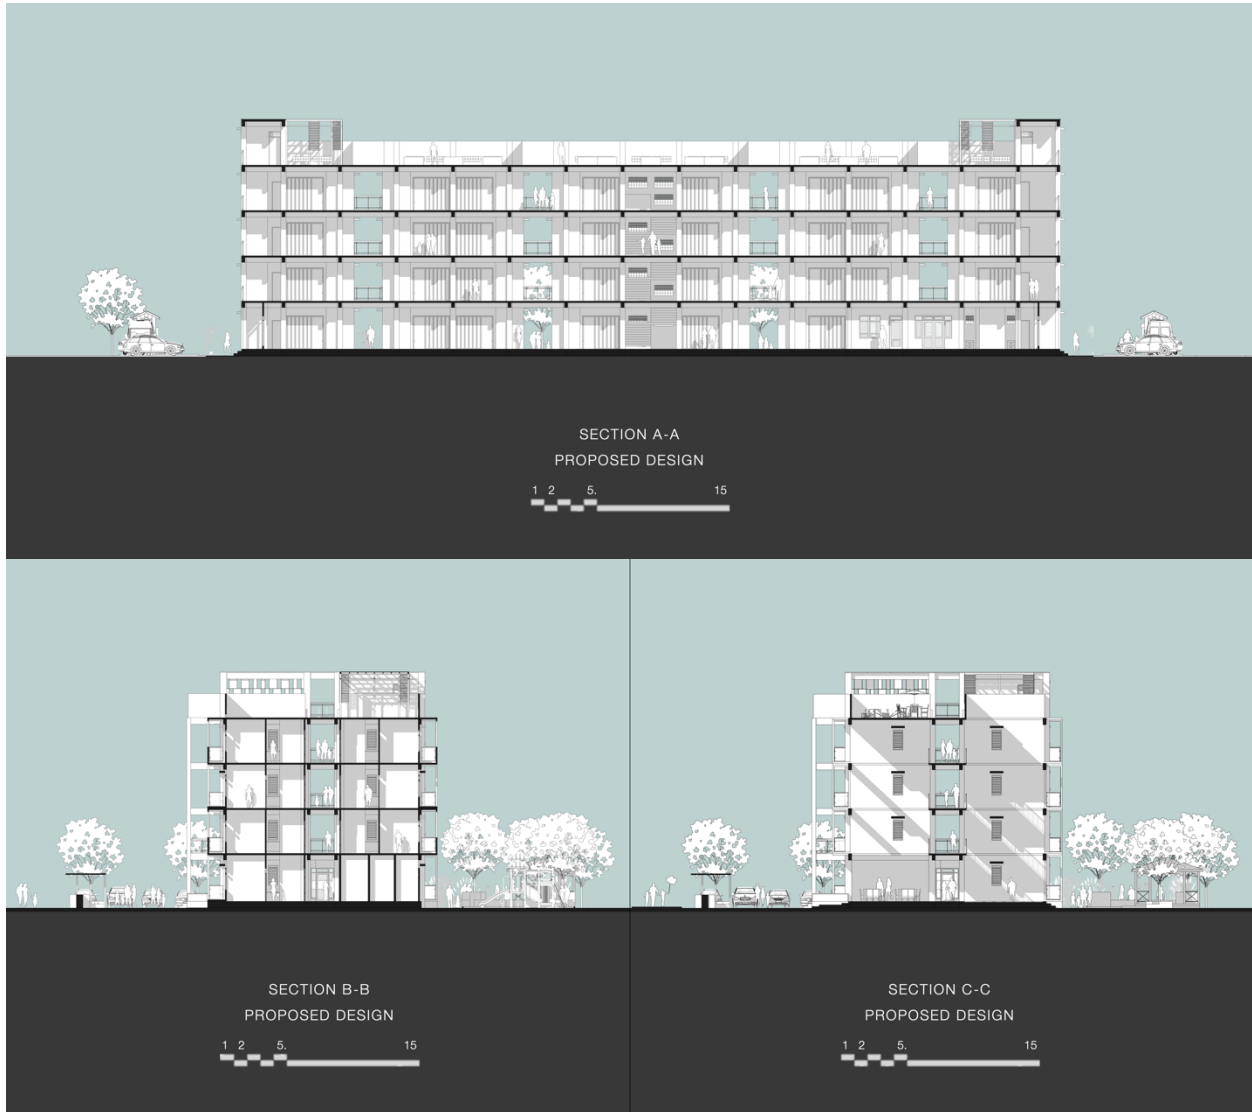 SECTION A-A
PROPOSED DESIGN
1 2 5. 15
SECTION B-B
PROPOSED DESIGN
1 2 5. 15
SECTION C-C
PROPOSED DESIGN
1 2 5. 15